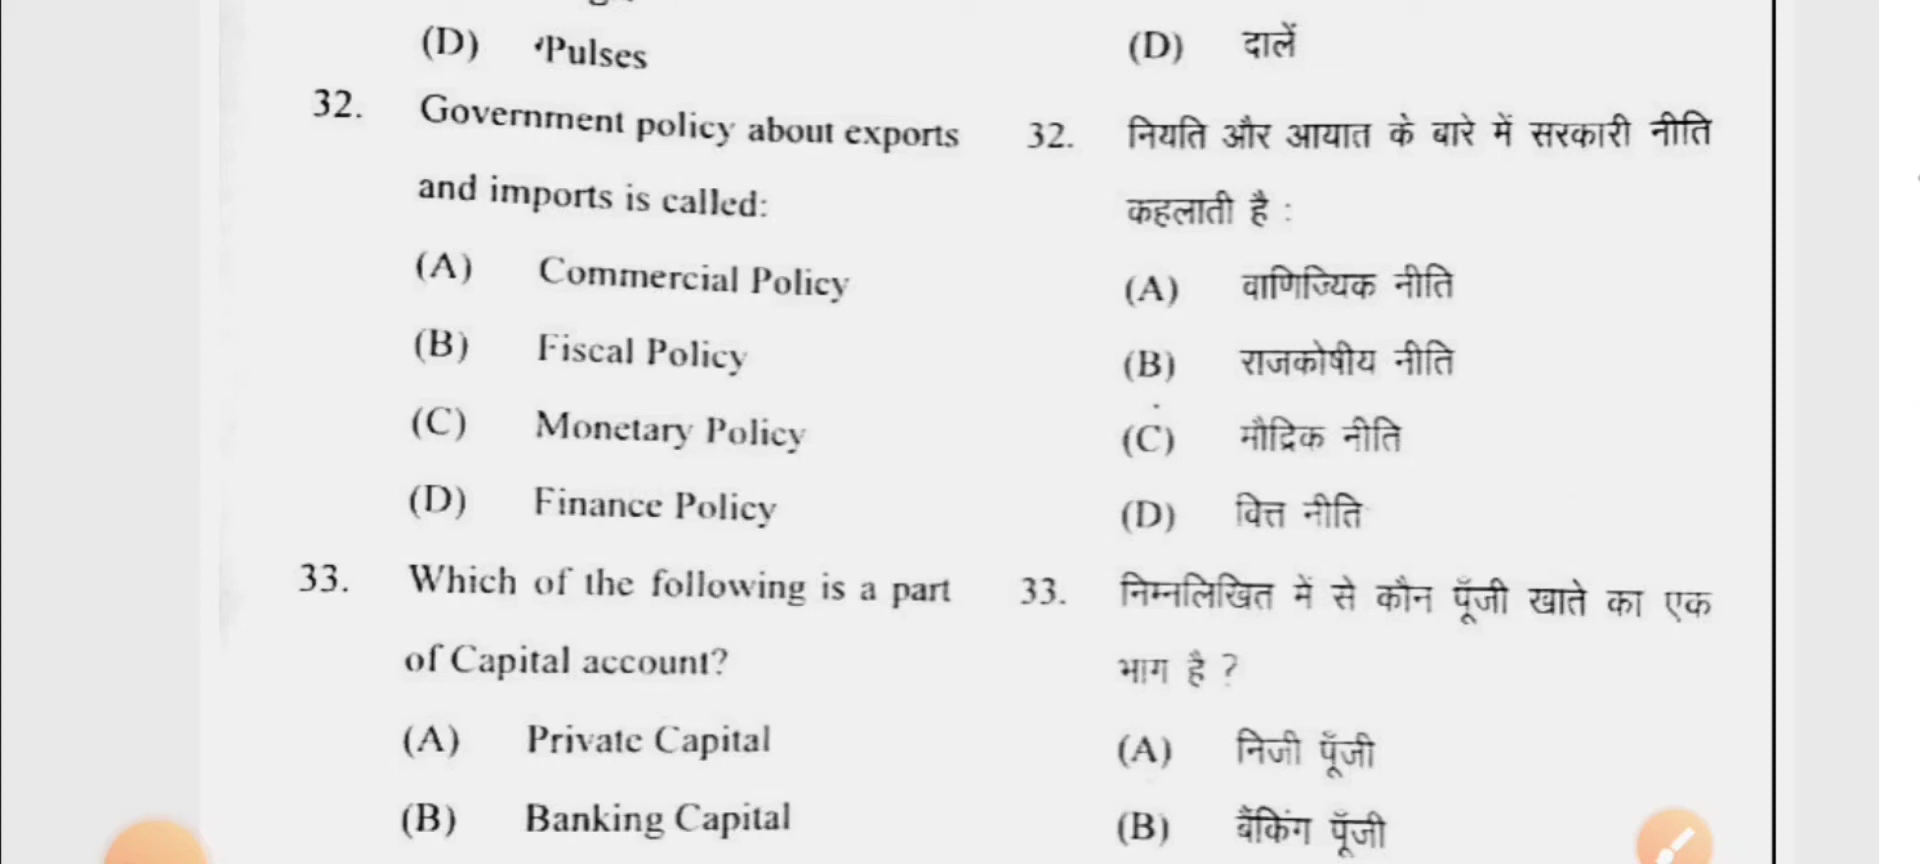 (D) Pulses
32. Government policy about exports
and imports is called:
(A) Commercial Policy
(B) Fiscal Policy
(C) Monetary Policy
(D) Finance Policy
33. Which of the following is a part
of Capital account?
(A) Private Capital
(B) Banking Capital
(D) दालें
32. नियति और आयात के बारे में सरकारी नीति
कहलाती है :
(A) वाणिज्यिक नीति
(B) राजकोषीय नीति
(C) मौद्रिक नीति
(D) वित्त नीति
33. निम्नलिखित में से कौन पूँजी खाते का एक
भाग है ?
(A) निजी पूँजी
(B) बैंकिंग पूँजी